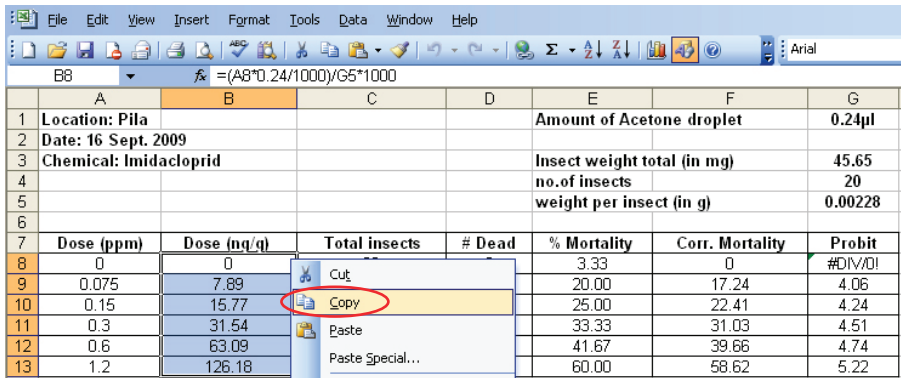 File Edit View Insert Format Tools Data Window Help
Σ Arial
B8 fx =(A8*0.24/1000)/G5*1000
A B C D E F G
1 Location: Pila Amount of Acetone droplet 0.24µl
2 Date: 16 Sept. 2009
3 Chemical: Imidacloprid Insect weight total (in mg) 45.65
4 no.of insects 20
5 weight per insect (in g) 0.00228
6
7 Dose (ppm) Dose (ng/g) Total insects # Dead % Mortality Corr. Mortality Probit
8 0 0 3.33 0 #DIV/0!
9 0.075 7.89 Cut 20.00 17.24 4.06
10 0.15 15.77 Copy 25.00 22.41 4.24
11 0.3 31.54 Paste 33.33 31.03 4.51
12 0.6 63.09 Paste Special... 41.67 39.66 4.74
13 1.2 126.18 60.00 58.62 5.22